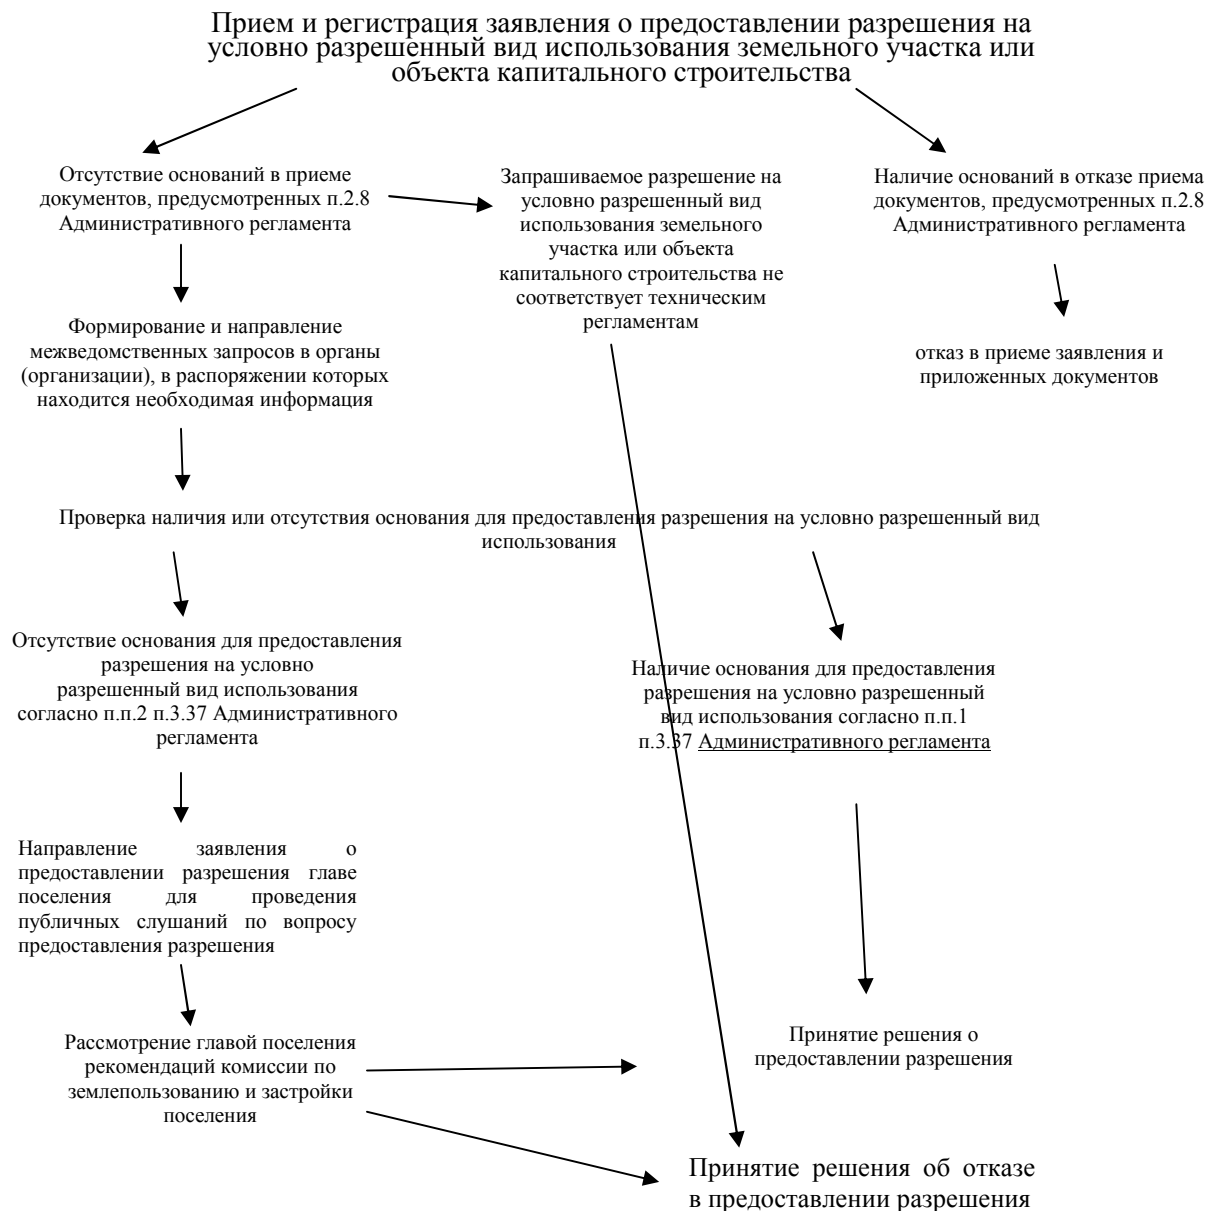 Прием и регистрация заявления о предоставлении разрешения на
условно разрешенный вид использования земельного участка или
объекта капитального строительства
Отсутствие оснований в приеме
документов, предусмотренных п.2.8
Административного регламента
Запрашиваемое разрешение на
условно разрешенный вид
использования земельного
участка или объекта
капитального строительства не
соответствует техническим
регламентам
Наличие оснований в отказе приема
документов, предусмотренных п.2.8
Административного регламента
Формирование и направление
межведомственных запросов в органы
(организации), в распоряжении которых
находится необходимая информация
отказ в приеме заявления и
приложенных документов
Проверка наличия или отсутствия основания для предоставления разрешения на условно разрешенный вид
использования
Отсутствие основания для предоставления
разрешения на условно
разрешенный вид использования
согласно п.п.2 п.3.37 Административного
регламента
Наличие основания для предоставления
разрешения на условно разрешенный
вид использования согласно п.п.1
п.3.37 Административного регламента
Направление заявления о
предоставлении разрешения главе
поселения для проведения
публичных слушаний по вопросу
предоставления разрешения
Рассмотрение главой поселения
рекомендаций комиссии по
землепользованию и застройки
поселения
Принятие решения о
предоставлении разрешения
Принятие решения об отказе
в предоставлении разрешения